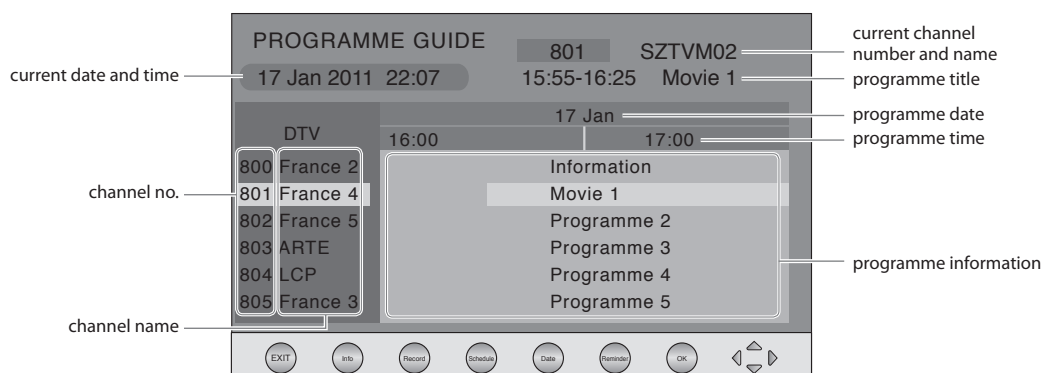 PROGRAMME GUIDE
801 SZTVM02
current channel
number and name
current date and time
17 Jan 2011 22:07
15:55-16:25 Movie 1
programme title
17 Jan
programme date
DTV
16:00
17:00
programme time
800 France 2
Information
channel no.
801 France 4
Movie 1
802 France 5
Programme 2
803 ARTE
Programme 3
804 LCP
Programme 4
programme information
805 France 3
Programme 5
channel name
EXIT
Info
Record
Schedule
Date
Reminder
OK